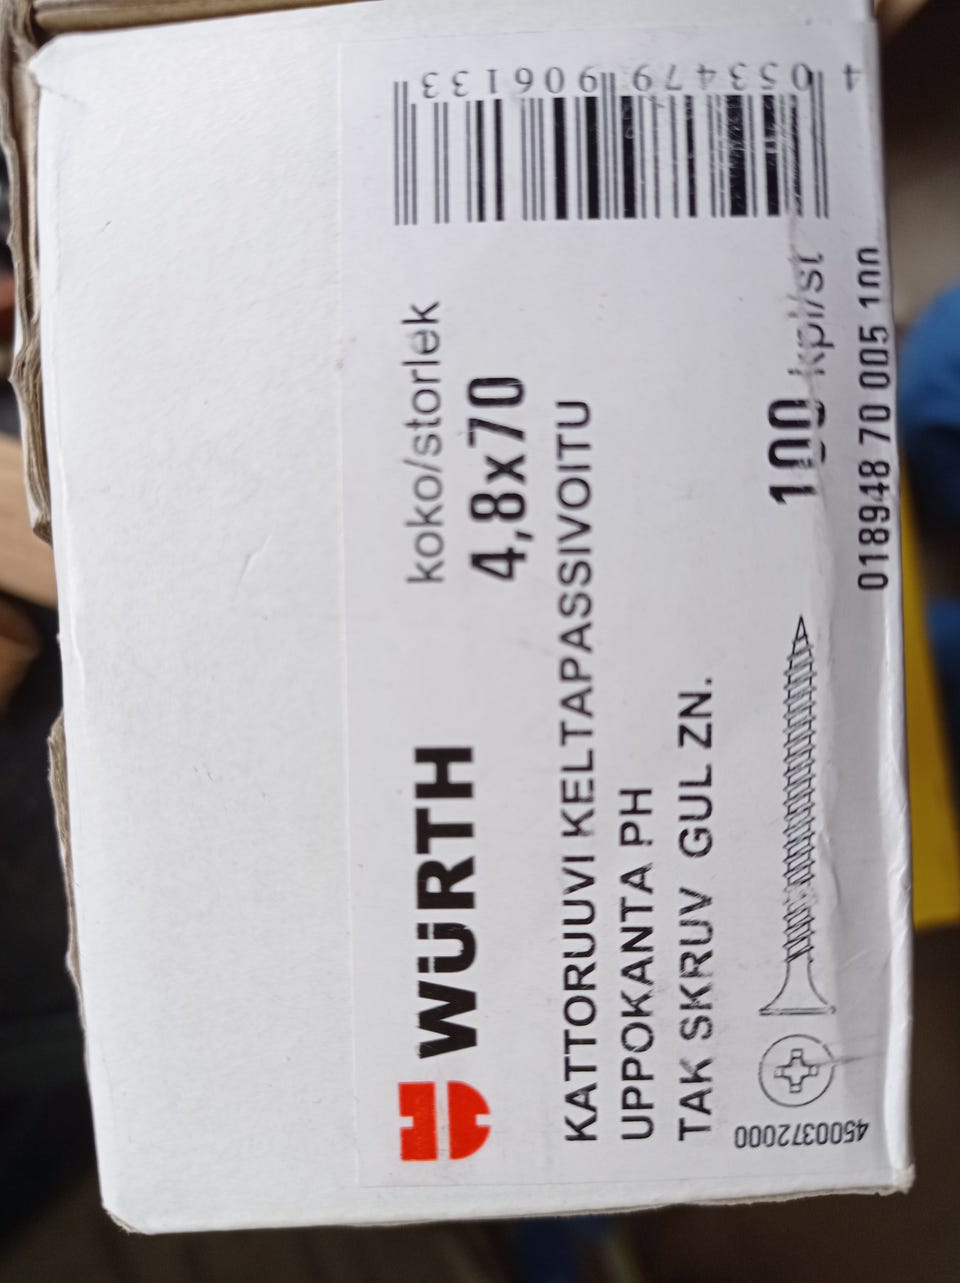 WÜRTH
koko/storlek
4,8x70
KATTORUUVI KELTAPASSIVOITU
UPPOKANTA PH
TAK SKRUV GUL ZN.
100 kpl/st
4500372000
018948 70 005 100
4 053479 906133